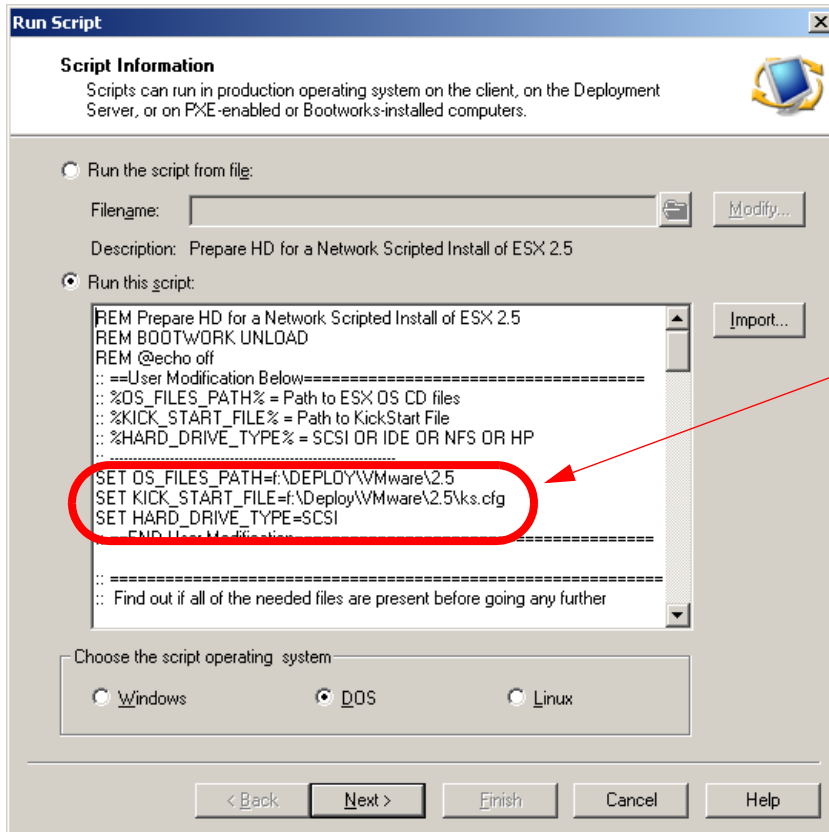 Run Script
Script Information
Scripts can run in production operating system on the client, on the Deployment
Server, or on PXE-enabled or Bootworks-installed computers.
Run the script from file:
Filename:
Modify...
Description: Prepare HD for a Network Scripted Install of ESX 2.5
Run this script:
REM Prepare HD for a Network Scripted Install of ESX 2.5
REM BOOTWORK UNLOAD
REM @echo off
:: ==User Modification Below=====================================
:: %OS_FILES_PATH% = Path to ESX OS CD files
:: %KICK_START_FILE% = Path to KickStart File
:: %HARD_DRIVE_TYPE% = SCSI OR IDE OR NFS OR HP
:: ---------------------------------------------------------------
SET OS_FILES_PATH=f:\DEPLOY\VMware\2.5
SET KICK_START_FILE=f:\Deploy\VMware\2.5\ks.cfg
SET HARD_DRIVE_TYPE=SCSI
:: ==END User Modification=======================================
:: ============================================================
:: Find out if all of the needed files are present before going any further
Import...
Choose the script operating system
Windows
DOS
Linux
< Back
Next >
Finish
Cancel
Help